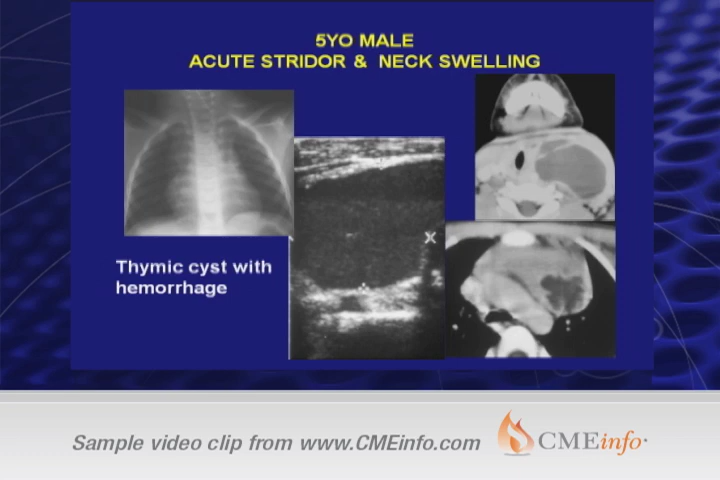 5YO MALE
ACUTE STRIDOR & NECK SWELLING
Thymic cyst with
hemorrhage
Sample video clip from www.CMEinfo.com
CMEinfo